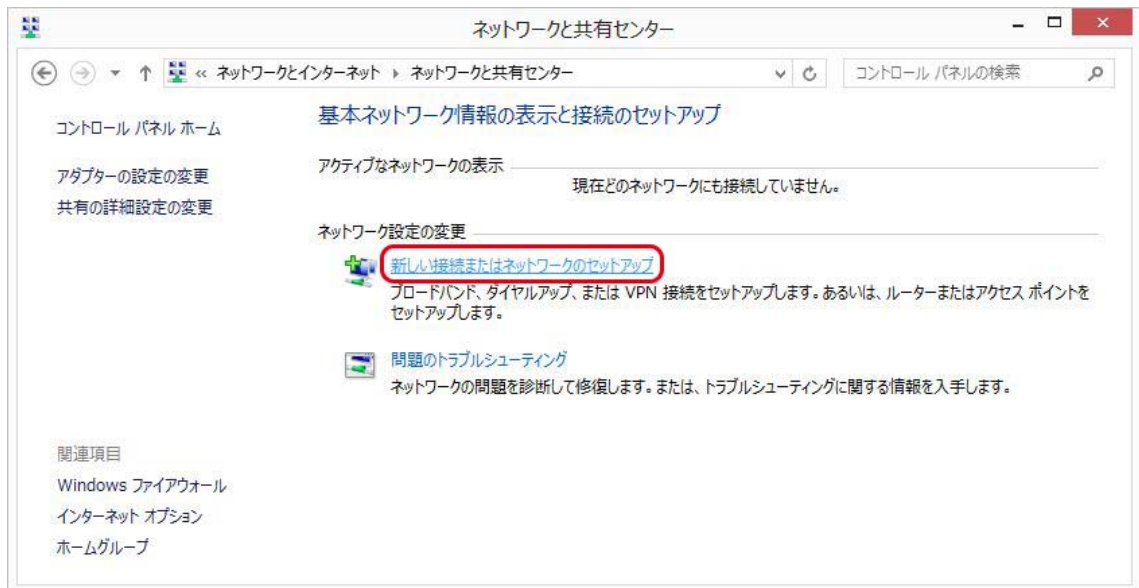 ネットワークと共有センター
« ネットワークとインターネット ▸ ネットワークと共有センター
コントロール パネルの検索
コントロール パネル ホーム
アダプターの設定の変更
共有の詳細設定の変更
基本ネットワーク情報の表示と接続のセットアップ
アクティブなネットワークの表示
現在どのネットワークにも接続していません。
ネットワーク設定の変更
新しい接続またはネットワークのセットアップ
ブロードバンド、ダイヤルアップ、または VPN 接続をセットアップします。あるいは、ルーターまたはアクセス ポイントを
セットアップします。
問題のトラブルシューティング
ネットワークの問題を診断して修復します。または、トラブルシューティングに関する情報を入手します。
関連項目
Windows ファイアウォール
インターネット オプション
ホームグループ